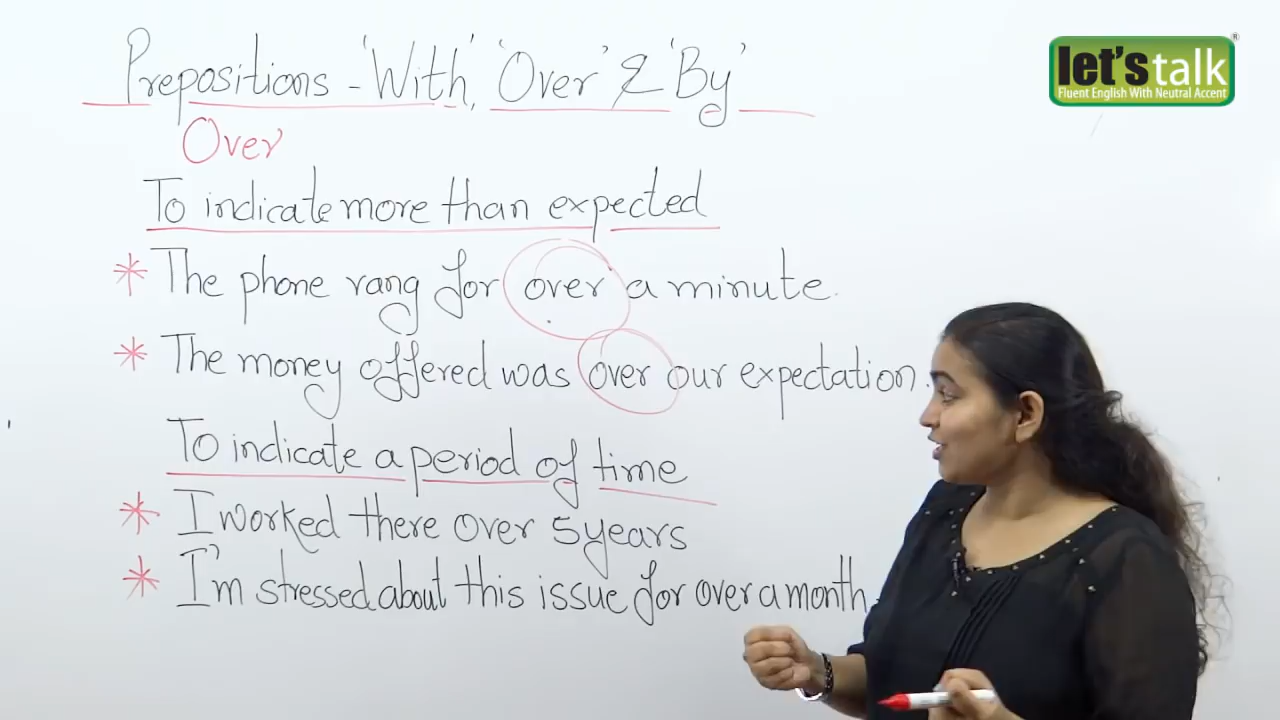 Prepositions - 'With', 'Over' & 'By'
Over
To indicate more than expected
* The phone rang for over a minute.
* The money offered was over our expectation.
To indicate a period of time
* I worked there over 5 years
* I'm stressed about this issue for over a month
let's talk
®
Fluent English With Neutral Accent